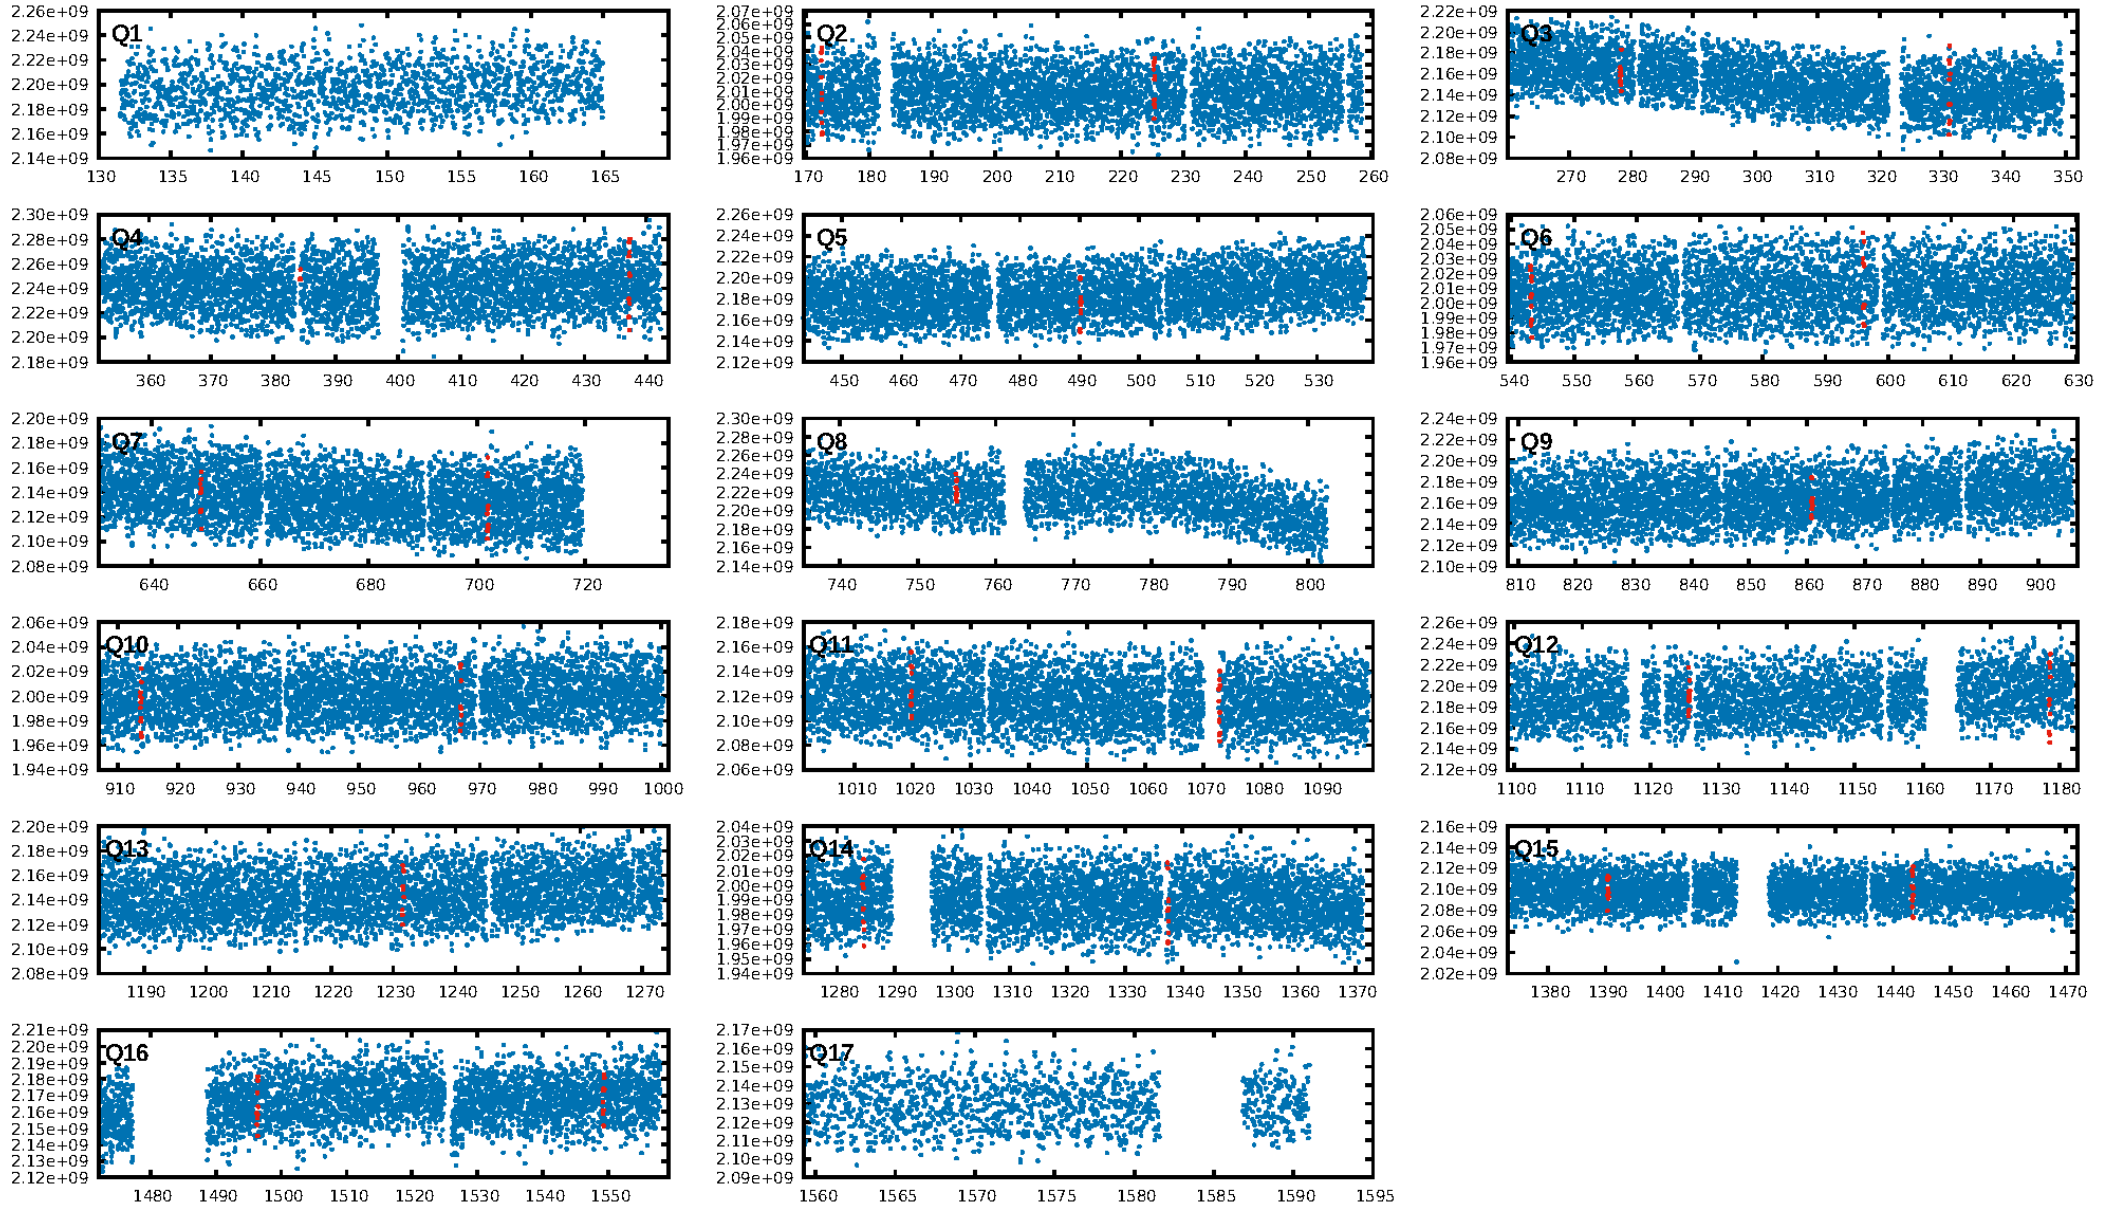 Q1
2.26e+09
2.24e+09
2.22e+09
2.20e+09
2.18e+09
2.16e+09
2.14e+09
130 135 140 145 150 155 160 165
Q2
2.07e+09
2.06e+09
2.05e+09
2.04e+09
2.03e+09
2.02e+09
2.01e+09
2.00e+09
1.99e+09
1.98e+09
1.97e+09
1.96e+09
170 180 190 200 210 220 230 240 250 260
Q3
2.22e+09
2.20e+09
2.18e+09
2.16e+09
2.14e+09
2.12e+09
2.10e+09
2.08e+09
270 280 290 300 310 320 330 340 350
Q4
2.30e+09
2.28e+09
2.26e+09
2.24e+09
2.22e+09
2.20e+09
2.18e+09
360 370 380 390 400 410 420 430 440
Q5
2.26e+09
2.24e+09
2.22e+09
2.20e+09
2.18e+09
2.16e+09
2.14e+09
2.12e+09
450 460 470 480 490 500 510 520 530
Q6
2.06e+09
2.05e+09
2.04e+09
2.03e+09
2.02e+09
2.01e+09
2.00e+09
1.99e+09
1.98e+09
1.97e+09
1.96e+09
540 550 560 570 580 590 600 610 620 630
Q7
2.20e+09
2.18e+09
2.16e+09
2.14e+09
2.12e+09
2.10e+09
2.08e+09
640 660 680 700 720
Q8
2.30e+09
2.28e+09
2.26e+09
2.24e+09
2.22e+09
2.20e+09
2.18e+09
2.16e+09
2.14e+09
740 750 760 770 780 790 800
Q9
2.24e+09
2.22e+09
2.20e+09
2.18e+09
2.16e+09
2.14e+09
2.12e+09
2.10e+09
810 820 830 840 850 860 870 880 890 900
Q10
2.06e+09
2.04e+09
2.02e+09
2.00e+09
1.98e+09
1.96e+09
1.94e+09
910 920 930 940 950 960 970 980 990 1000
Q11
2.18e+09
2.16e+09
2.14e+09
2.12e+09
2.10e+09
2.08e+09
2.06e+09
1010 1020 1030 1040 1050 1060 1070 1080 1090
Q12
2.26e+09
2.24e+09
2.22e+09
2.20e+09
2.18e+09
2.16e+09
2.14e+09
2.12e+09
1100 1110 1120 1130 1140 1150 1160 1170 1180
Q13
2.20e+09
2.18e+09
2.16e+09
2.14e+09
2.12e+09
2.10e+09
2.08e+09
1190 1200 1210 1220 1230 1240 1250 1260 1270
Q14
2.04e+09
2.03e+09
2.02e+09
2.01e+09
2.00e+09
1.99e+09
1.98e+09
1.97e+09
1.96e+09
1.95e+09
1.94e+09
1280 1290 1300 1310 1320 1330 1340 1350 1360 1370
Q15
2.16e+09
2.14e+09
2.12e+09
2.10e+09
2.08e+09
2.06e+09
2.04e+09
2.02e+09
1380 1390 1400 1410 1420 1430 1440 1450 1460 1470
Q16
2.21e+09
2.20e+09
2.19e+09
2.18e+09
2.17e+09
2.16e+09
2.15e+09
2.14e+09
2.13e+09
2.12e+09
1480 1490 1500 1510 1520 1530 1540 1550
Q17
2.17e+09
2.16e+09
2.15e+09
2.14e+09
2.13e+09
2.12e+09
2.11e+09
2.10e+09
2.09e+09
1560 1565 1570 1575 1580 1585 1590 1595